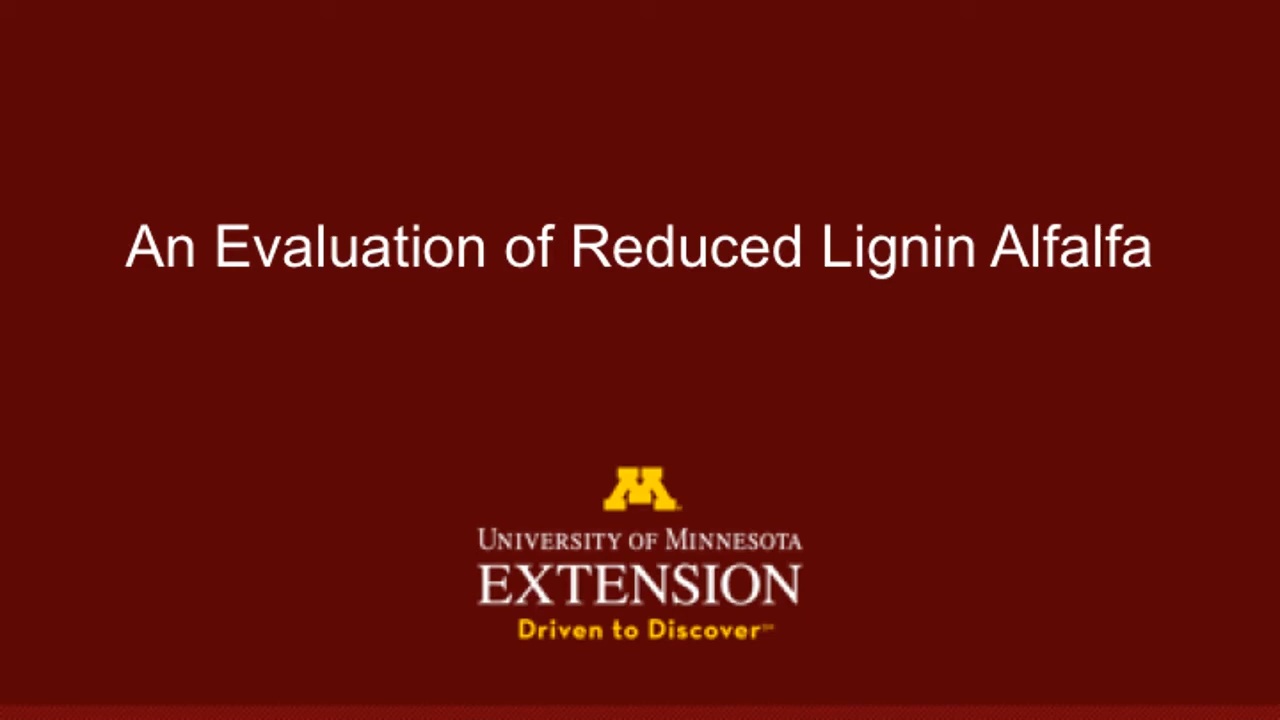 An Evaluation of Reduced Lignin Alfalfa
M
UNIVERSITY OF MINNESOTA
EXTENSION
Driven to Discover